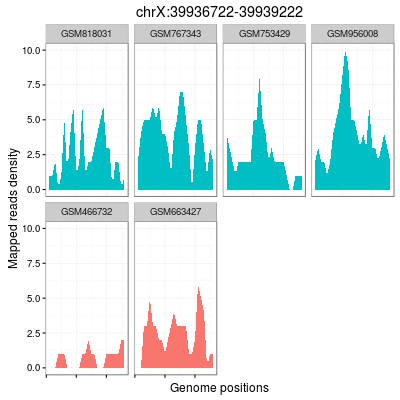 chrX:39936722-39939222
GSM818031 GSM767343 GSM753429 GSM956008
10.0
7.5
5.0
2.5
0.0
GSM466732 GSM663427
10.0
7.5
5.0
2.5
0.0
Mapped reads density
Genome positions